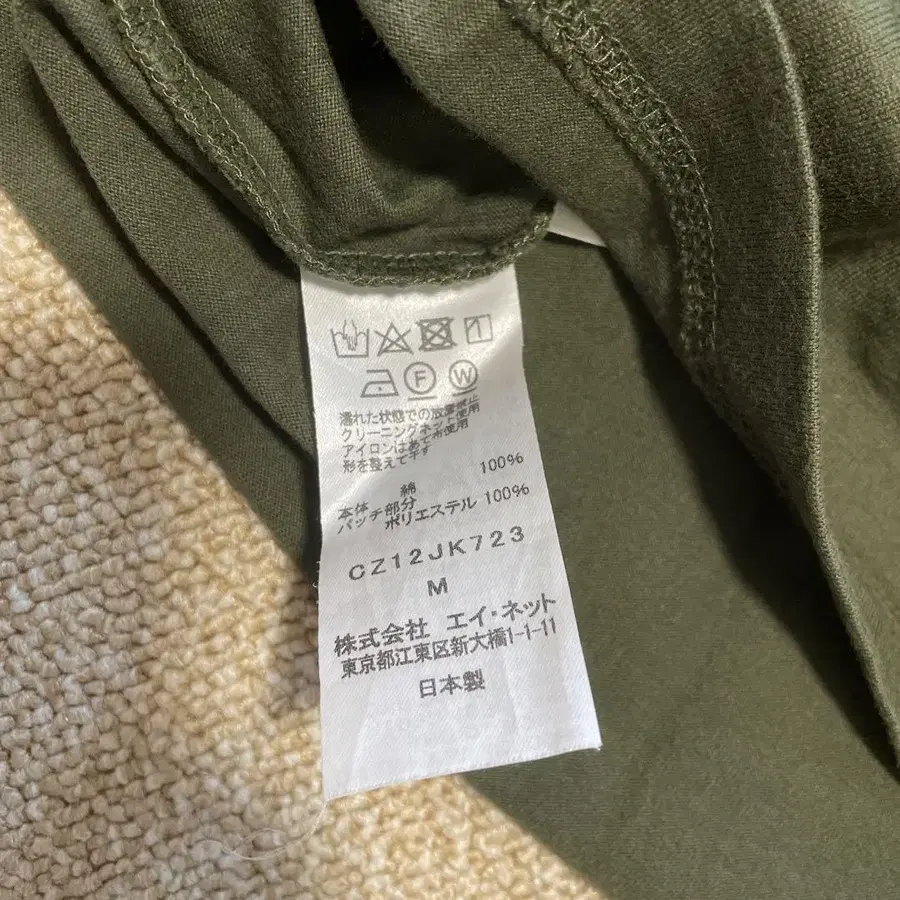 F W
濡れた状態での放置禁止
クリーニングネット使用
アイロンはあて布使用
形を整えて干す
綿 100%
本体
パッチ部分 ポリエステル 100%
CZ12JK723
M
株式会社 エイ・ネット
東京都江東区新大橋1-1-11
日本製